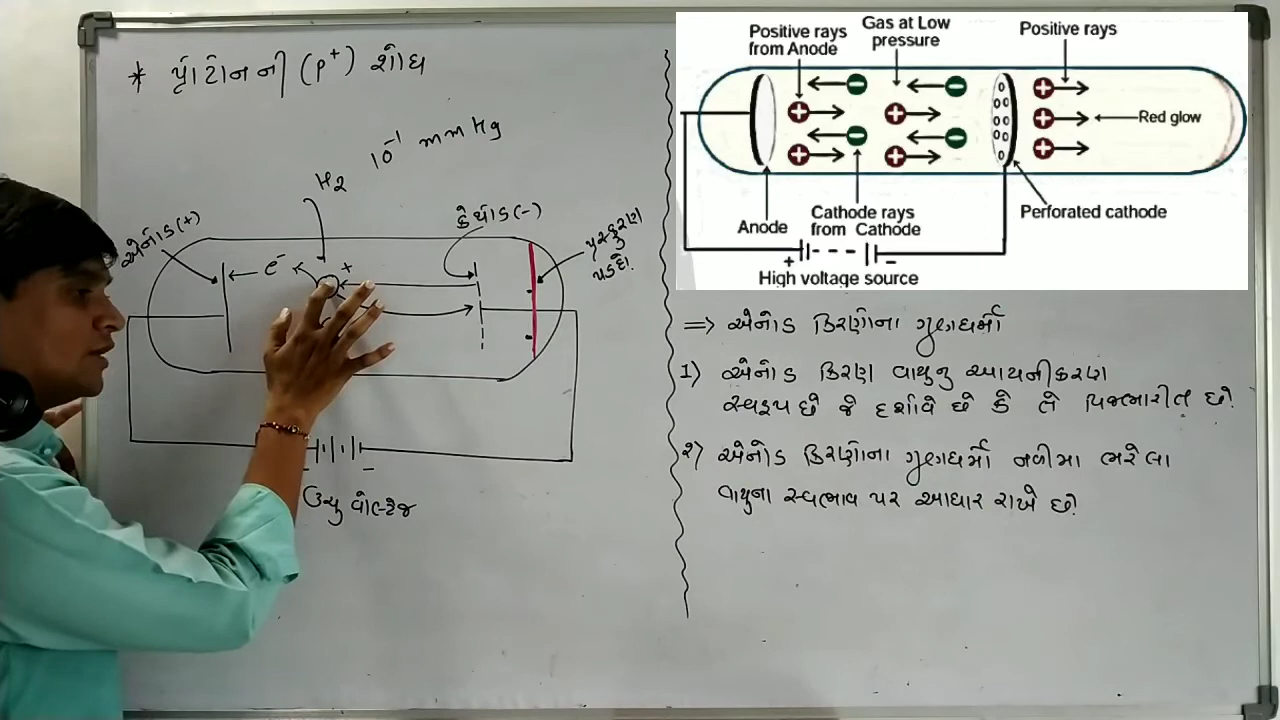 * પ્રોટોનની (p⁺) શોધ
10⁻¹ mm Hg
H₂
એનોડ(+)
કેથોડ(-)
e⁻
+
પ્રસ્ફુરણ
પડદો
-
ઉચ્ચ વોલ્ટેજ
Positive rays
from Anode
Gas at Low
pressure
Positive rays
Red glow
Anode
Cathode rays
from Cathode
Perforated cathode
+ -
High voltage source
=> એનોડ કિરણોના ગુણધર્મો
1) એનોડ કિરણ વાયુનુ આયનીકરણ
સ્વરૂપ છે જે દર્શાવે છે કે તે વિજભારીત છે.
૨) એનોડ કિરણોના ગુણધર્મો નળીમા ભરેલા
વાયુના સ્વભાવ પર આધાર રાખે છે.